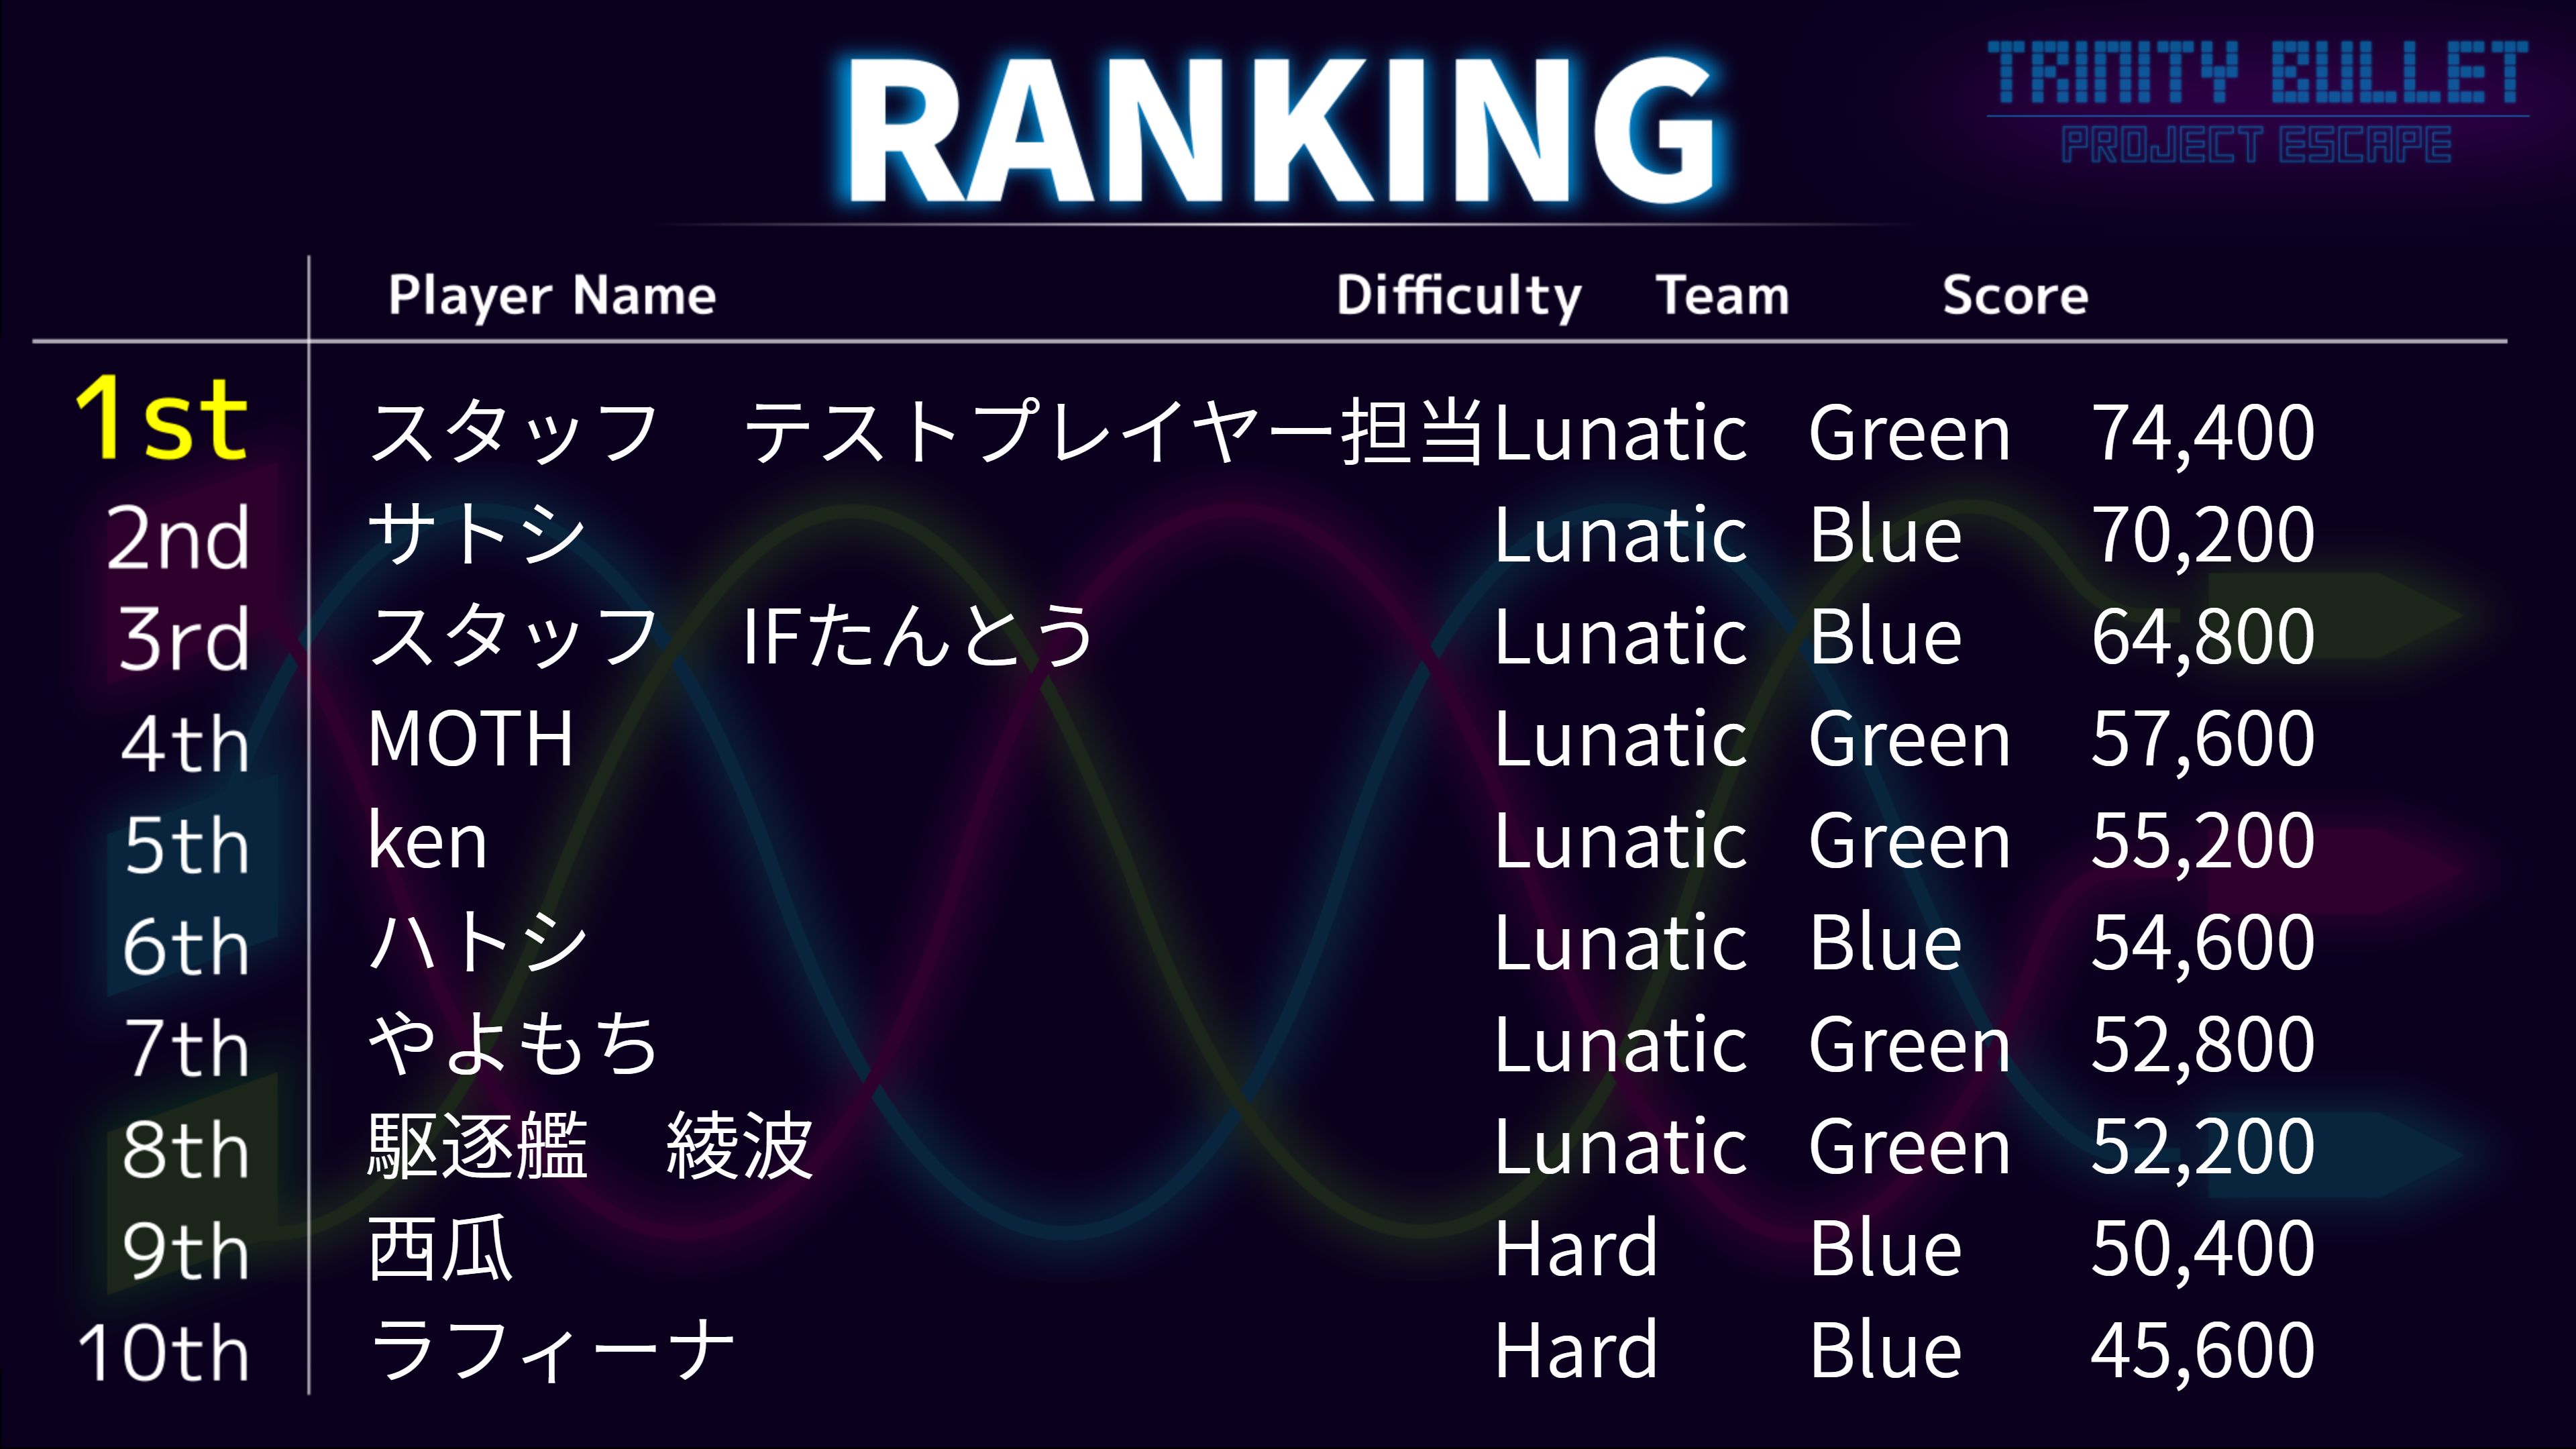 RANKING
TRINITY BULLET
PROJECT ESCAPE
Player Name Difficulty Team Score
1st スタッフ　テストプレイヤー担当 Lunatic Green 74,400
2nd サトシ Lunatic Blue 70,200
3rd スタッフ　IFたんとう Lunatic Blue 64,800
4th MOTH Lunatic Green 57,600
5th ken Lunatic Green 55,200
6th ハトシ Lunatic Blue 54,600
7th やよもち Lunatic Green 52,800
8th 駆逐艦　綾波 Lunatic Green 52,200
9th 西瓜 Hard Blue 50,400
10th ラフィーナ Hard Blue 45,600